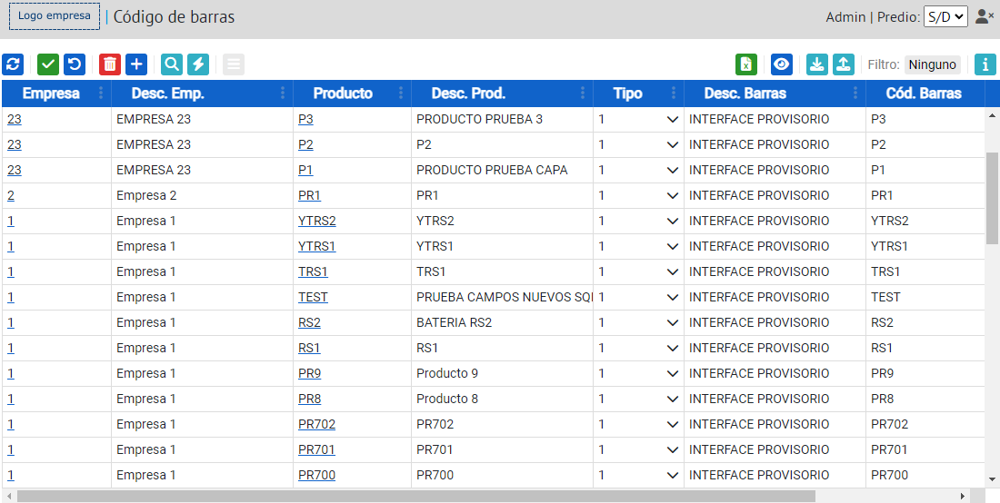 Logo empresa | Código de barras Admin | Predio: S/D
Filtro: Ninguno
Empresa Desc. Emp. Producto Desc. Prod. Tipo Desc. Barras Cód. Barras
23 EMPRESA 23 P3 PRODUCTO PRUEBA 3 1 INTERFACE PROVISORIO P3
23 EMPRESA 23 P2 P2 1 INTERFACE PROVISORIO P2
23 EMPRESA 23 P1 PRODUCTO PRUEBA CAPA 1 INTERFACE PROVISORIO P1
2 Empresa 2 PR1 PR1 1 INTERFACE PROVISORIO PR1
1 Empresa 1 YTRS2 YTRS2 1 INTERFACE PROVISORIO YTRS2
1 Empresa 1 YTRS1 YTRS1 1 INTERFACE PROVISORIO YTRS1
1 Empresa 1 TRS1 TRS1 1 INTERFACE PROVISORIO TRS1
1 Empresa 1 TEST PRUEBA CAMPOS NUEVOS 1 INTERFACE PROVISORIO TEST
1 Empresa 1 RS2 BATERIA RS2 1 INTERFACE PROVISORIO RS2
1 Empresa 1 RS1 RS1 1 INTERFACE PROVISORIO RS1
1 Empresa 1 PR9 Producto 9 1 INTERFACE PROVISORIO PR9
1 Empresa 1 PR8 Producto 8 1 INTERFACE PROVISORIO PR8
1 Empresa 1 PR702 PR702 1 INTERFACE PROVISORIO PR702
1 Empresa 1 PR701 PR701 1 INTERFACE PROVISORIO PR701
1 Empresa 1 PR700 PR700 1 INTERFACE PROVISORIO PR700